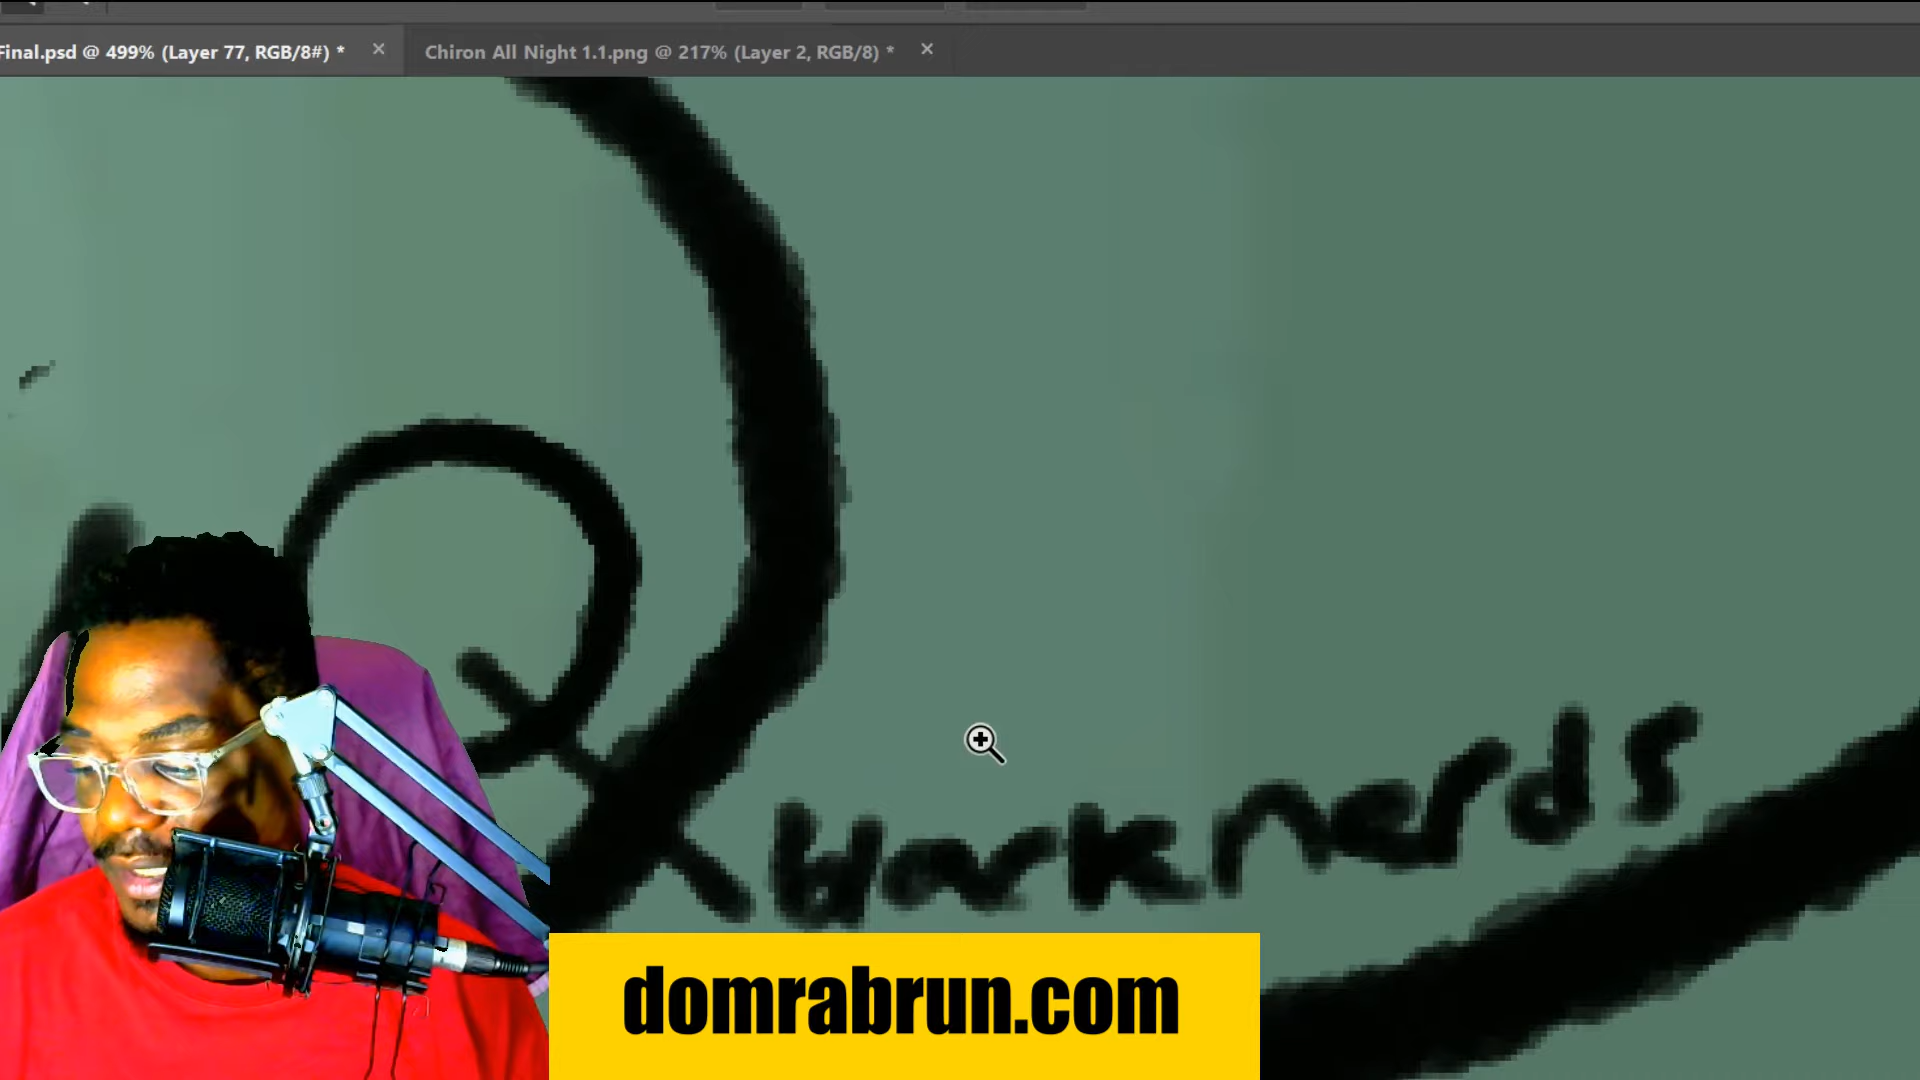 Final.psd @ 499% (Layer 77, RGB/8#) * ×
Chiron All Night 1.1.png @ 217% (Layer 2, RGB/8) * ×
blacknerds
domrabrun.com